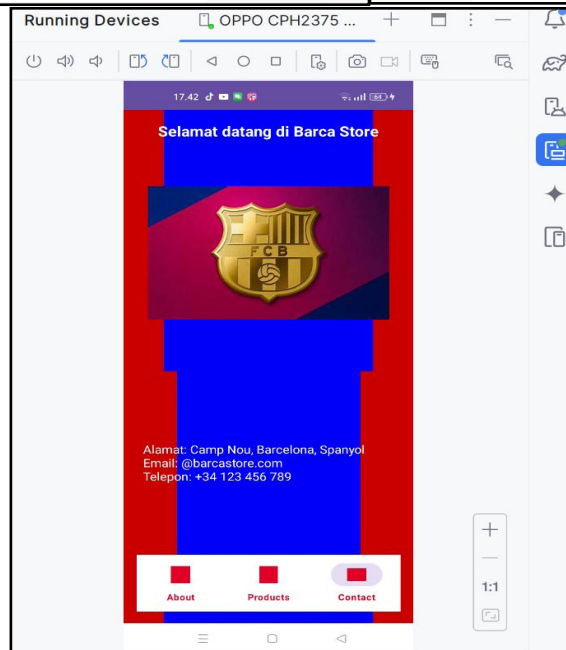 Running Devices
OPPO CPH2375 ...
17.42
64
Selamat datang di Barca Store
FCB
Alamat: Camp Nou, Barcelona, Spanyol
Email: @barcastore.com
Telepon: +34 123 456 789
About Products Contact
1:1